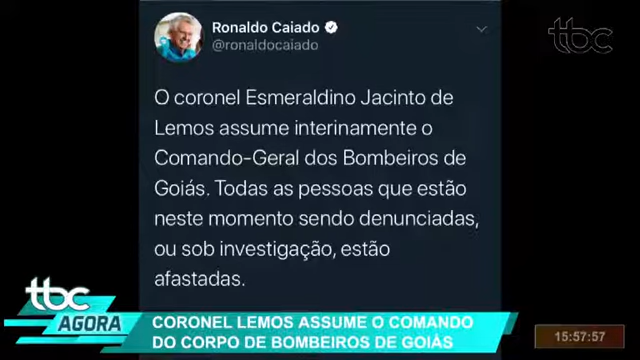 Ronaldo Caiado
@ronaldocaiado
tbc
O coronel Esmeraldino Jacinto de
Lemos assume interinamente o
Comando-Geral dos Bombeiros de
Goiás. Todas as pessoas que estão
neste momento sendo denunciadas,
ou sob investigação, estão
afastadas.
tbc
AGORA
CORONEL LEMOS ASSUME O COMANDO
DO CORPO DE BOMBEIROS DE GOIÁS
15:57:57